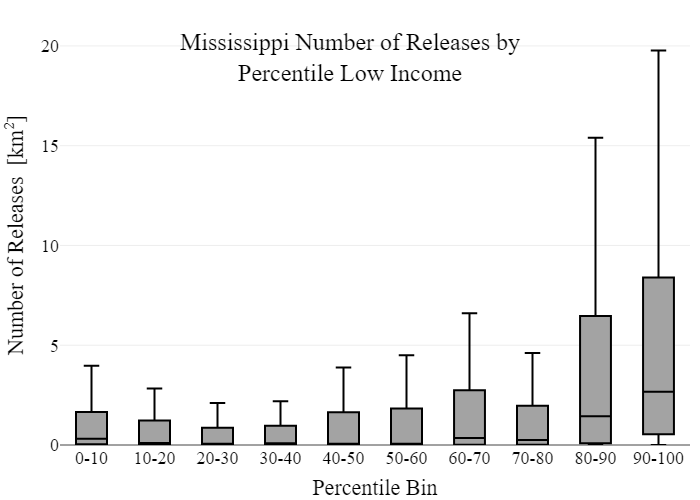 Mississippi Number of Releases by
Percentile Low Income
Number of Releases [km²]
20
15
10
5
0
0-10 10-20 20-30 30-40 40-50 50-60 60-70 70-80 80-90 90-100
Percentile Bin